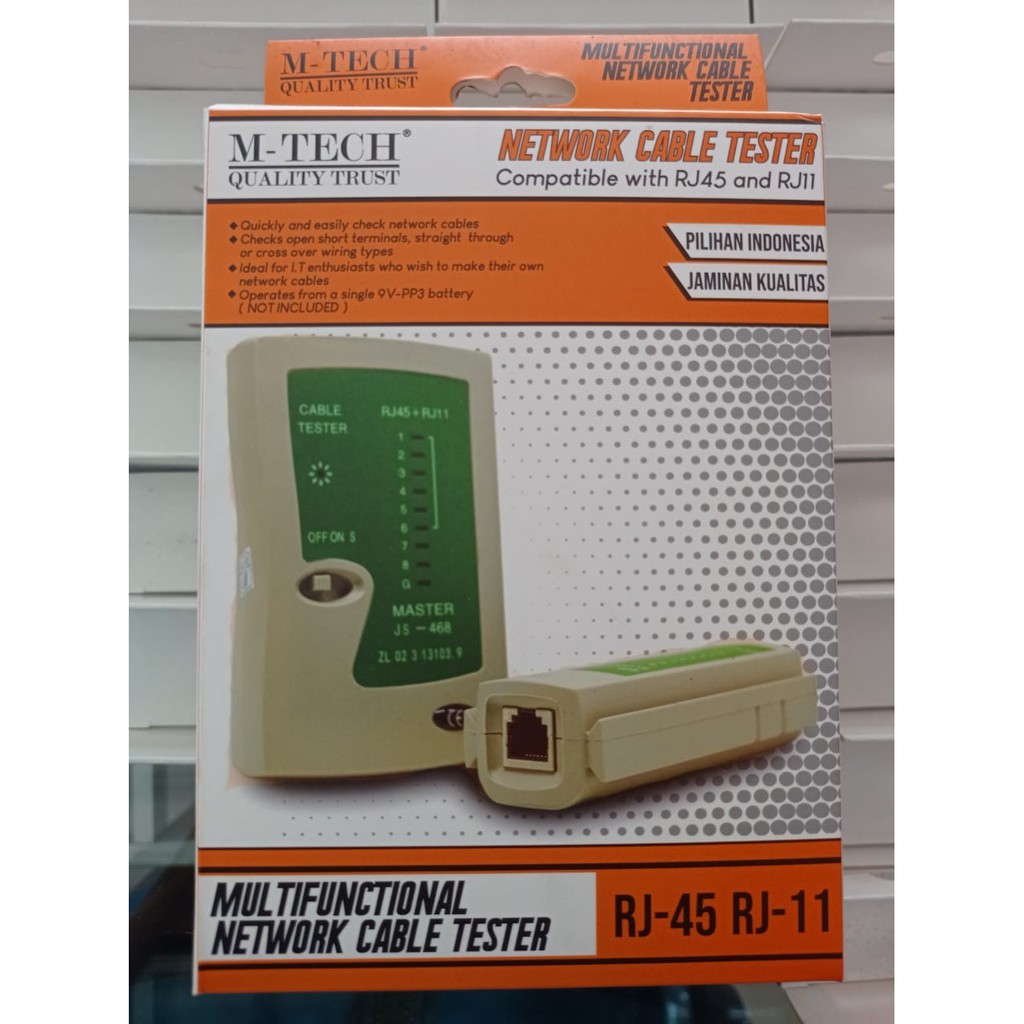 M-TECH®
QUALITY TRUST
MULTIFUNCTIONAL
NETWORK CABLE
TESTER
M-TECH®
QUALITY TRUST
NETWORK CABLE TESTER
Compatible with RJ45 and RJ11
◆ Quickly and easily check network cables
◆ Checks open short terminals, straight through
or cross over wiring types
◆ Ideal for I.T enthusiasts who wish to make their own
network cables
◆ Operates from a single 9V-PP3 battery
( NOT INCLUDED )
PILIHAN INDONESIA
JAMINAN KUALITAS
CABLE
TESTER
RJ45+RJ11
1
2
3
4
5
6
7
8
G
OFF ON S
MASTER
JS-468
ZL 02 3 13103.9
CE
MULTIFUNCTIONAL
NETWORK CABLE TESTER
RJ-45 RJ-11